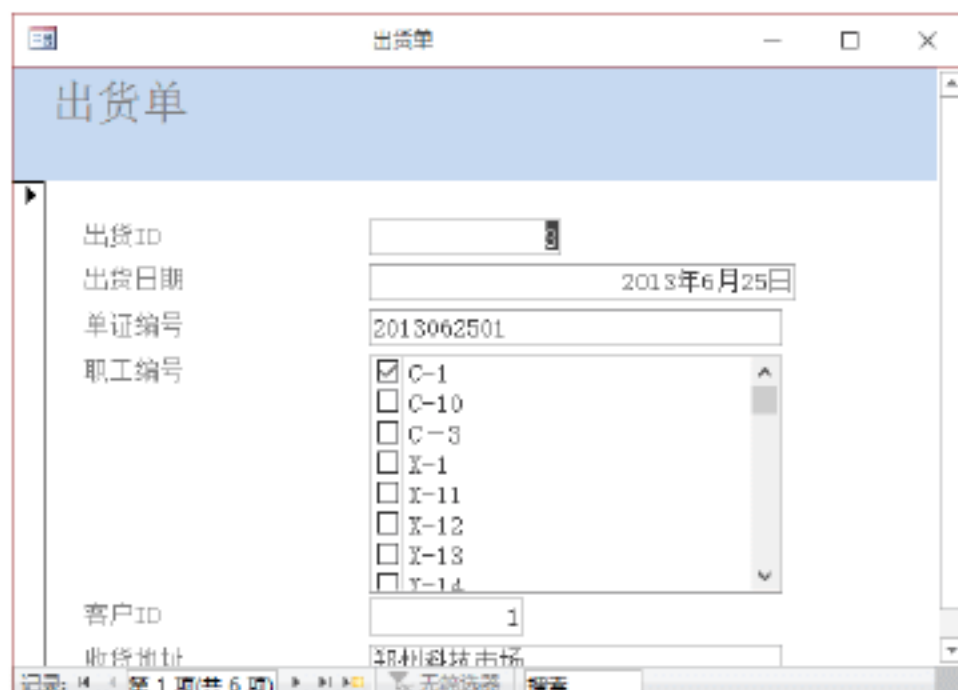 出货单
出货单
出货ID 3
出货日期 2013年6月25日
单证编号 2013062501
职工编号 C-1
C-10
C-3
X-1
X-11
X-12
X-13
X-14
客户ID 1
收货地址 郑州科技市场
记录: 第 1 项(共 6 项) 无筛选器 搜索